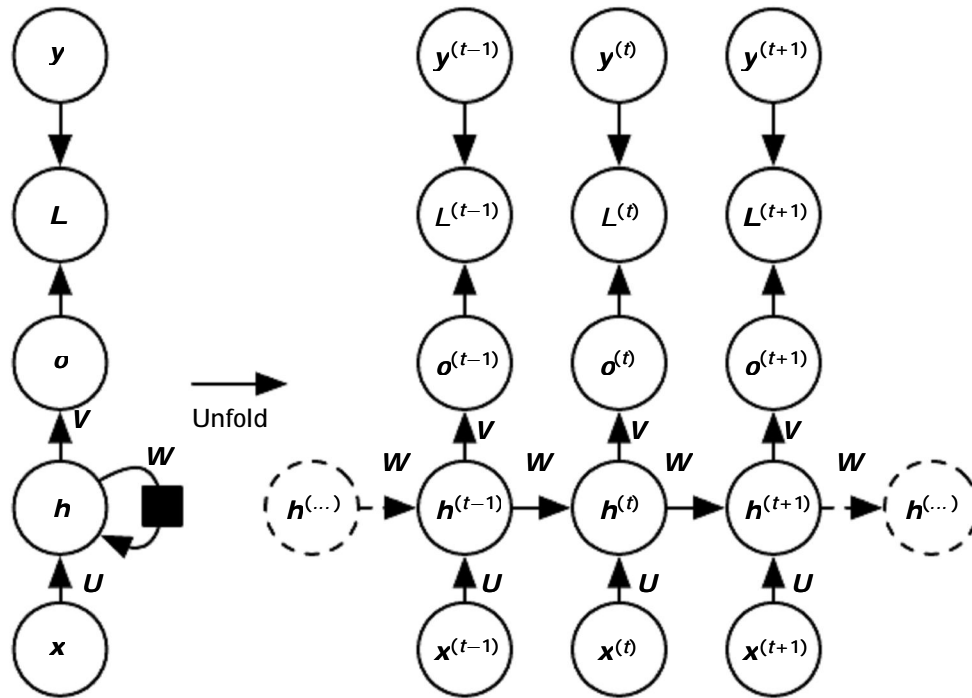 y y(t−1) y(t) y(t+1)
L L(t−1) L(t) L(t+1)
o o(t−1) o(t) o(t+1)
Unfold
V V V V
W W W W W
h h(...) h(t−1) h(t) h(t+1) h(...)
U U U U
x x(t−1) x(t) x(t+1)